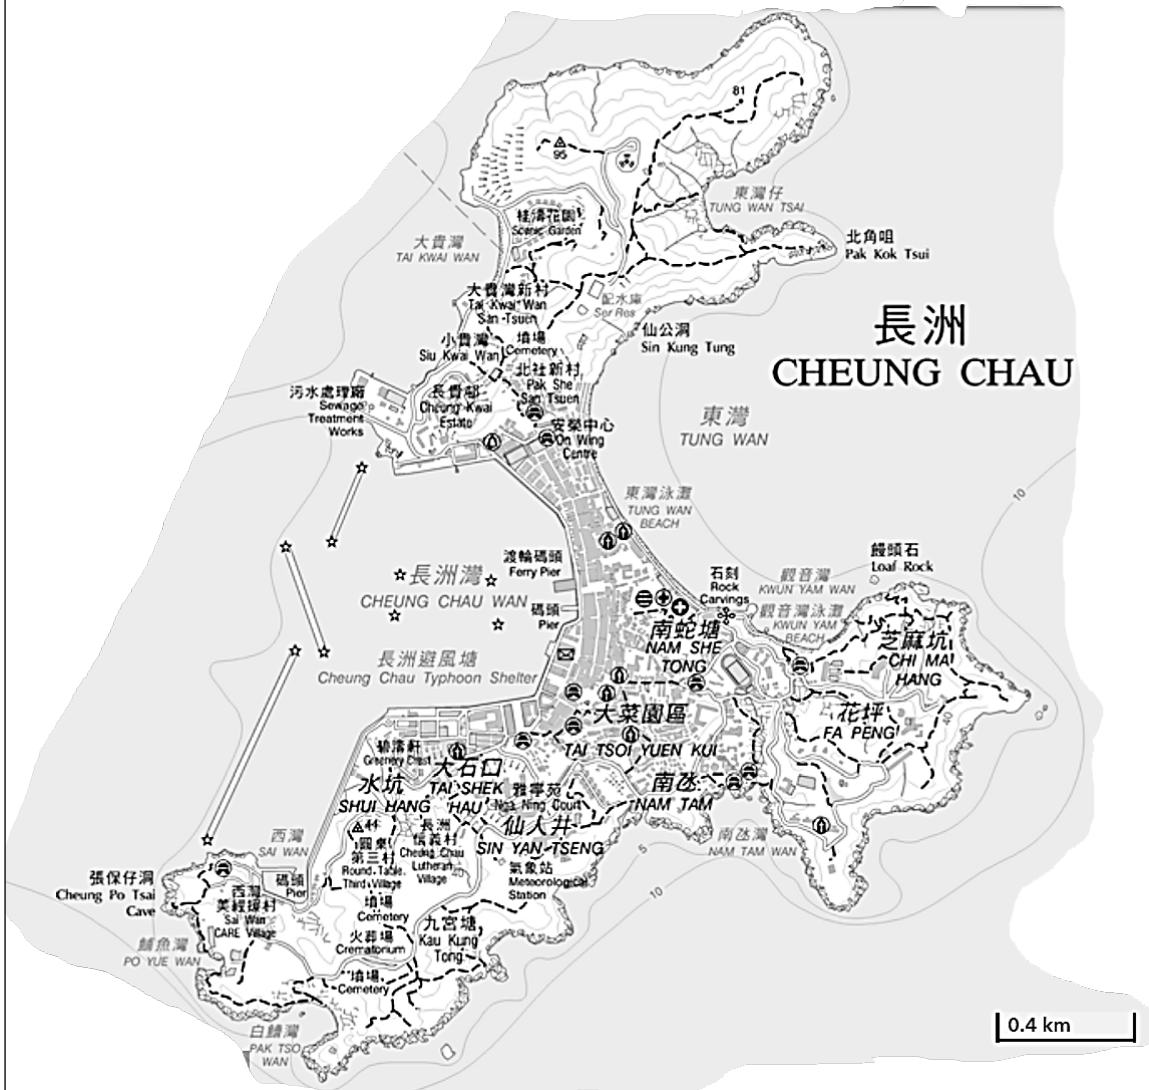 81
95
東灣仔
TUNG WAN TSAI
桂濤花園
Scenic Garden
北角咀
Pak Kok Tsui
大貴灣
TAI KWAI WAN
大貴灣新村
Tai Kwai Wan
San Tsuen
配水庫
Ser Res
長洲
CHEUNG CHAU
仙公洞
Sin Kung Tung
小貴灣
Siu Kwai Wan
墳場
Cemetery
北社新村
Pak She
San Tsuen
污水處理廠
Sewage
Treatment
Works
長貴邨
Cheung Kwai
Estate
東灣
TUNG WAN
安榮中心
On Wing
Centre
東灣泳灘
TUNG WAN
BEACH
10
渡輪碼頭
Ferry Pier
長洲灣
CHEUNG CHAU WAN
碼頭
Pier
石刻
Rock
Carvings
觀音灣
KWUN YAM WAN
饅頭石
Loaf Rock
觀音灣泳灘
KWUN YAM
BEACH
南蛇塘
NAM SHE
TONG
芝麻坑
CHI MA
HANG
長洲避風塘
Cheung Chau Typhoon Shelter
大菜園區
TAI TSOI YUEN KUI
花坪
FA PENG
40
碧濤軒
Greenery Crest
大石口
TAI SHEK
HAU
水坑
SHUI HANG
雅寧苑
Nga Ning Court
南氹
NAM TAM
仙人井
SIN YAN TSENG
南氹灣
NAM TAM WAN
西灣
SAI WAN
圓桌
第三村
Round Table
Third Village
長洲
信義村
Cheung Chau
Lutheran
Village
氣象站
Meteorological
Station
5
10
張保仔洞
Cheung Po Tsai
Cave
碼頭
Pier
西灣
美經援村
Sai Wan
CARE Village
墳場
Cemetery
九宮塘
Kau Kung
Tong
鮑魚灣
PO YUE WAN
火葬場
Crematorium
墳場
Cemetery
白鰽灣
PAK TSO
WAN
0.4 km